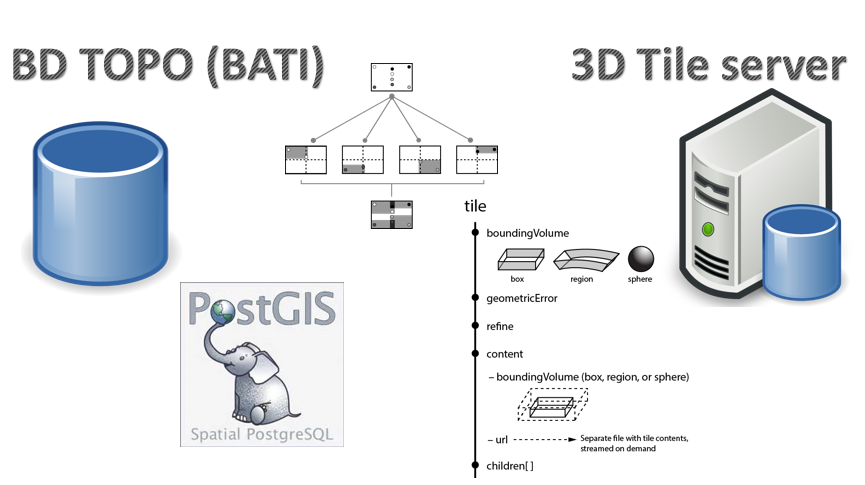 BD TOPO (BATI)
3D Tile server
tile
boundingVolume
box
region
sphere
geometricError
refine
content
– boundingVolume (box, region, or sphere)
– url
Separate file with tile contents,
streamed on demand
children[ ]
PostGIS
Spatial PostgreSQL